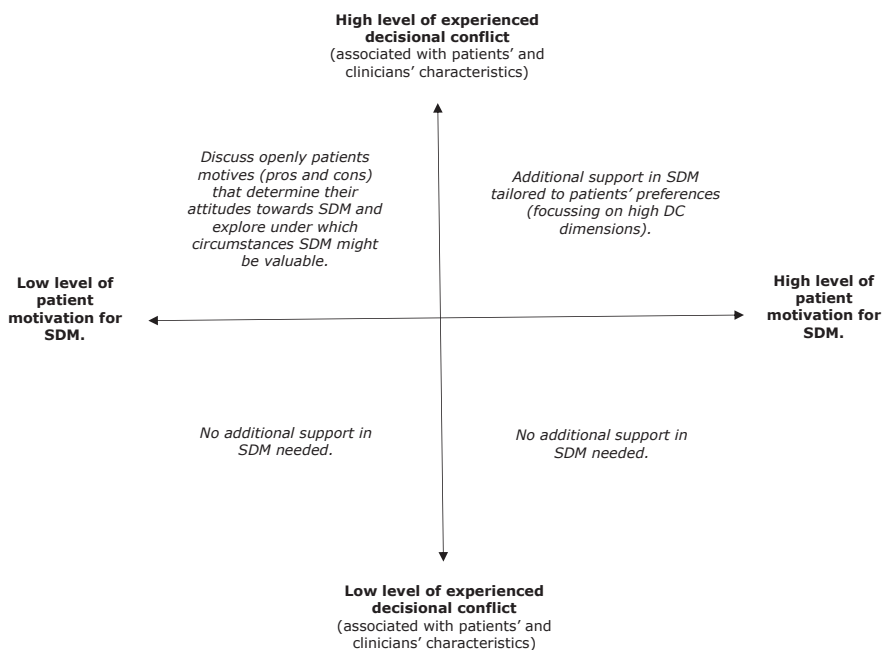 High level of experienced
decisional conflict
(associated with patients’ and
clinicians’ characteristics)
Discuss openly patients
motives (pros and cons)
that determine their
attitudes towards SDM and
explore under which
circumstances SDM might
be valuable.
Additional support in SDM
tailored to patients’ preferences
(focussing on high DC
dimensions).
Low level of
patient
motivation for
SDM.
High level of
patient
motivation for
SDM.
No additional support in
SDM needed.
No additional support in
SDM needed.
Low level of experienced
decisional conflict
(associated with patients’ and
clinicians’ characteristics)